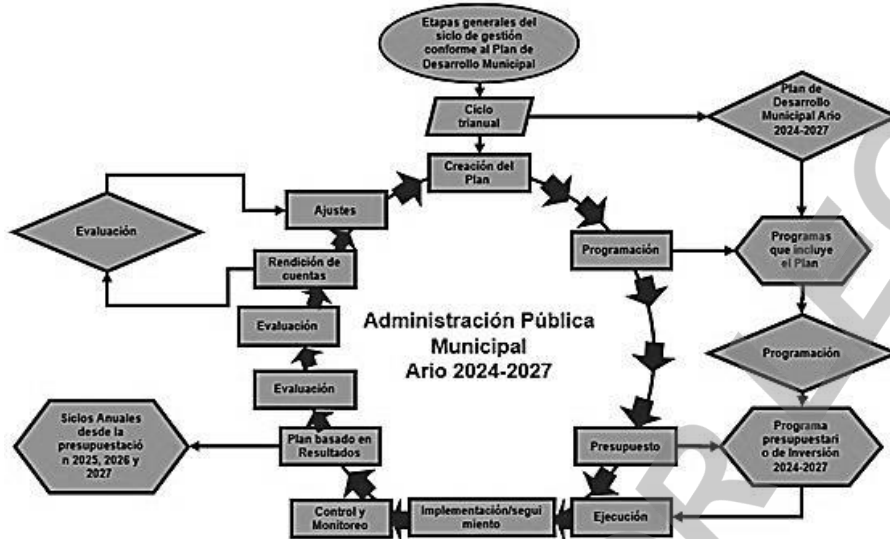 Etapas generales del
siclo de gestión
conforme al Plan de
Desarrollo Municipal
Ciclo
trianual
Plan de
Desarrollo
Municipal Ario
2024-2027
Creación del
Plan
Ajustes
Evaluación
Programación
Programas
que incluye
el Plan
Rendición de
cuentas
Evaluación
Administración Pública
Municipal
Ario 2024-2027
Programación
Evaluación
Siclos Anuales
desde la
presupuestació
n 2025, 2026 y
2027
Plan basado en
Resultados
Presupuesto
Programa
presupuestari
o de Inversión
2024-2027
Control y
Monitoreo
Implementación/segui
miento
Ejecución